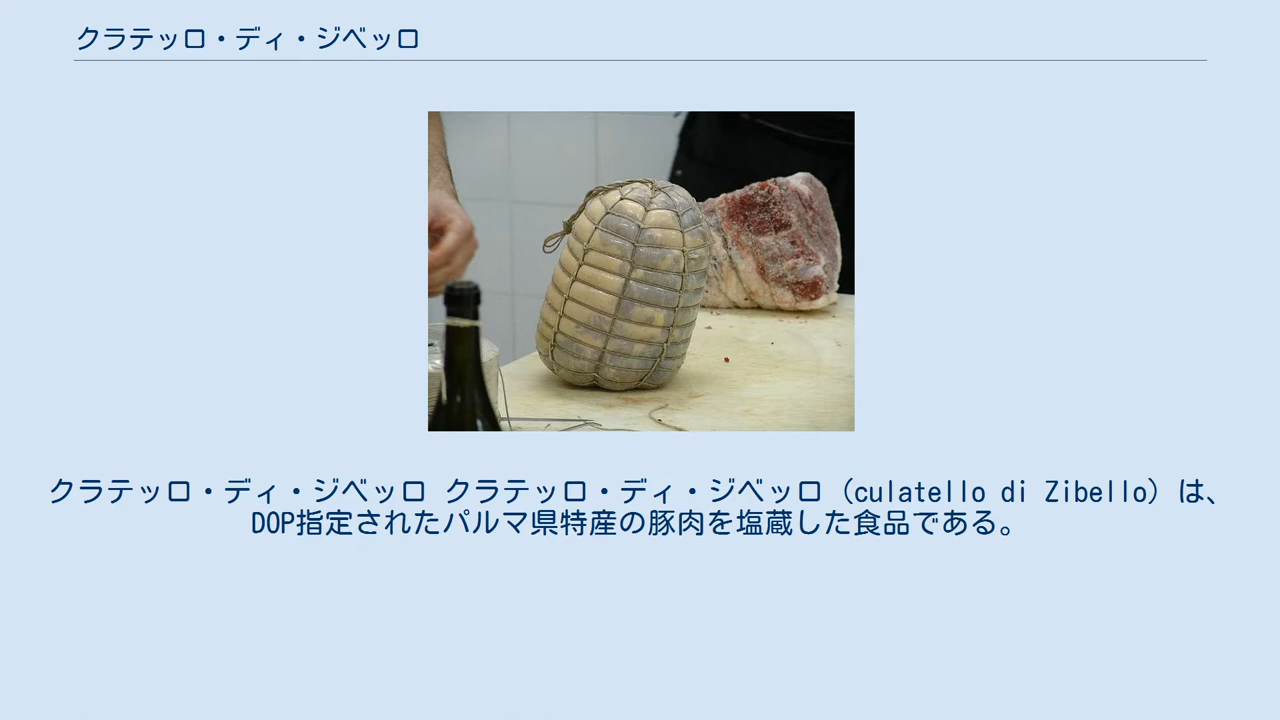 クラテッロ・ディ・ジベッロ
クラテッロ・ディ・ジベッロ クラテッロ・ディ・ジベッロ（culatello di Zibello）は、
DOP指定されたパルマ県特産の豚肉を塩蔵した食品である。